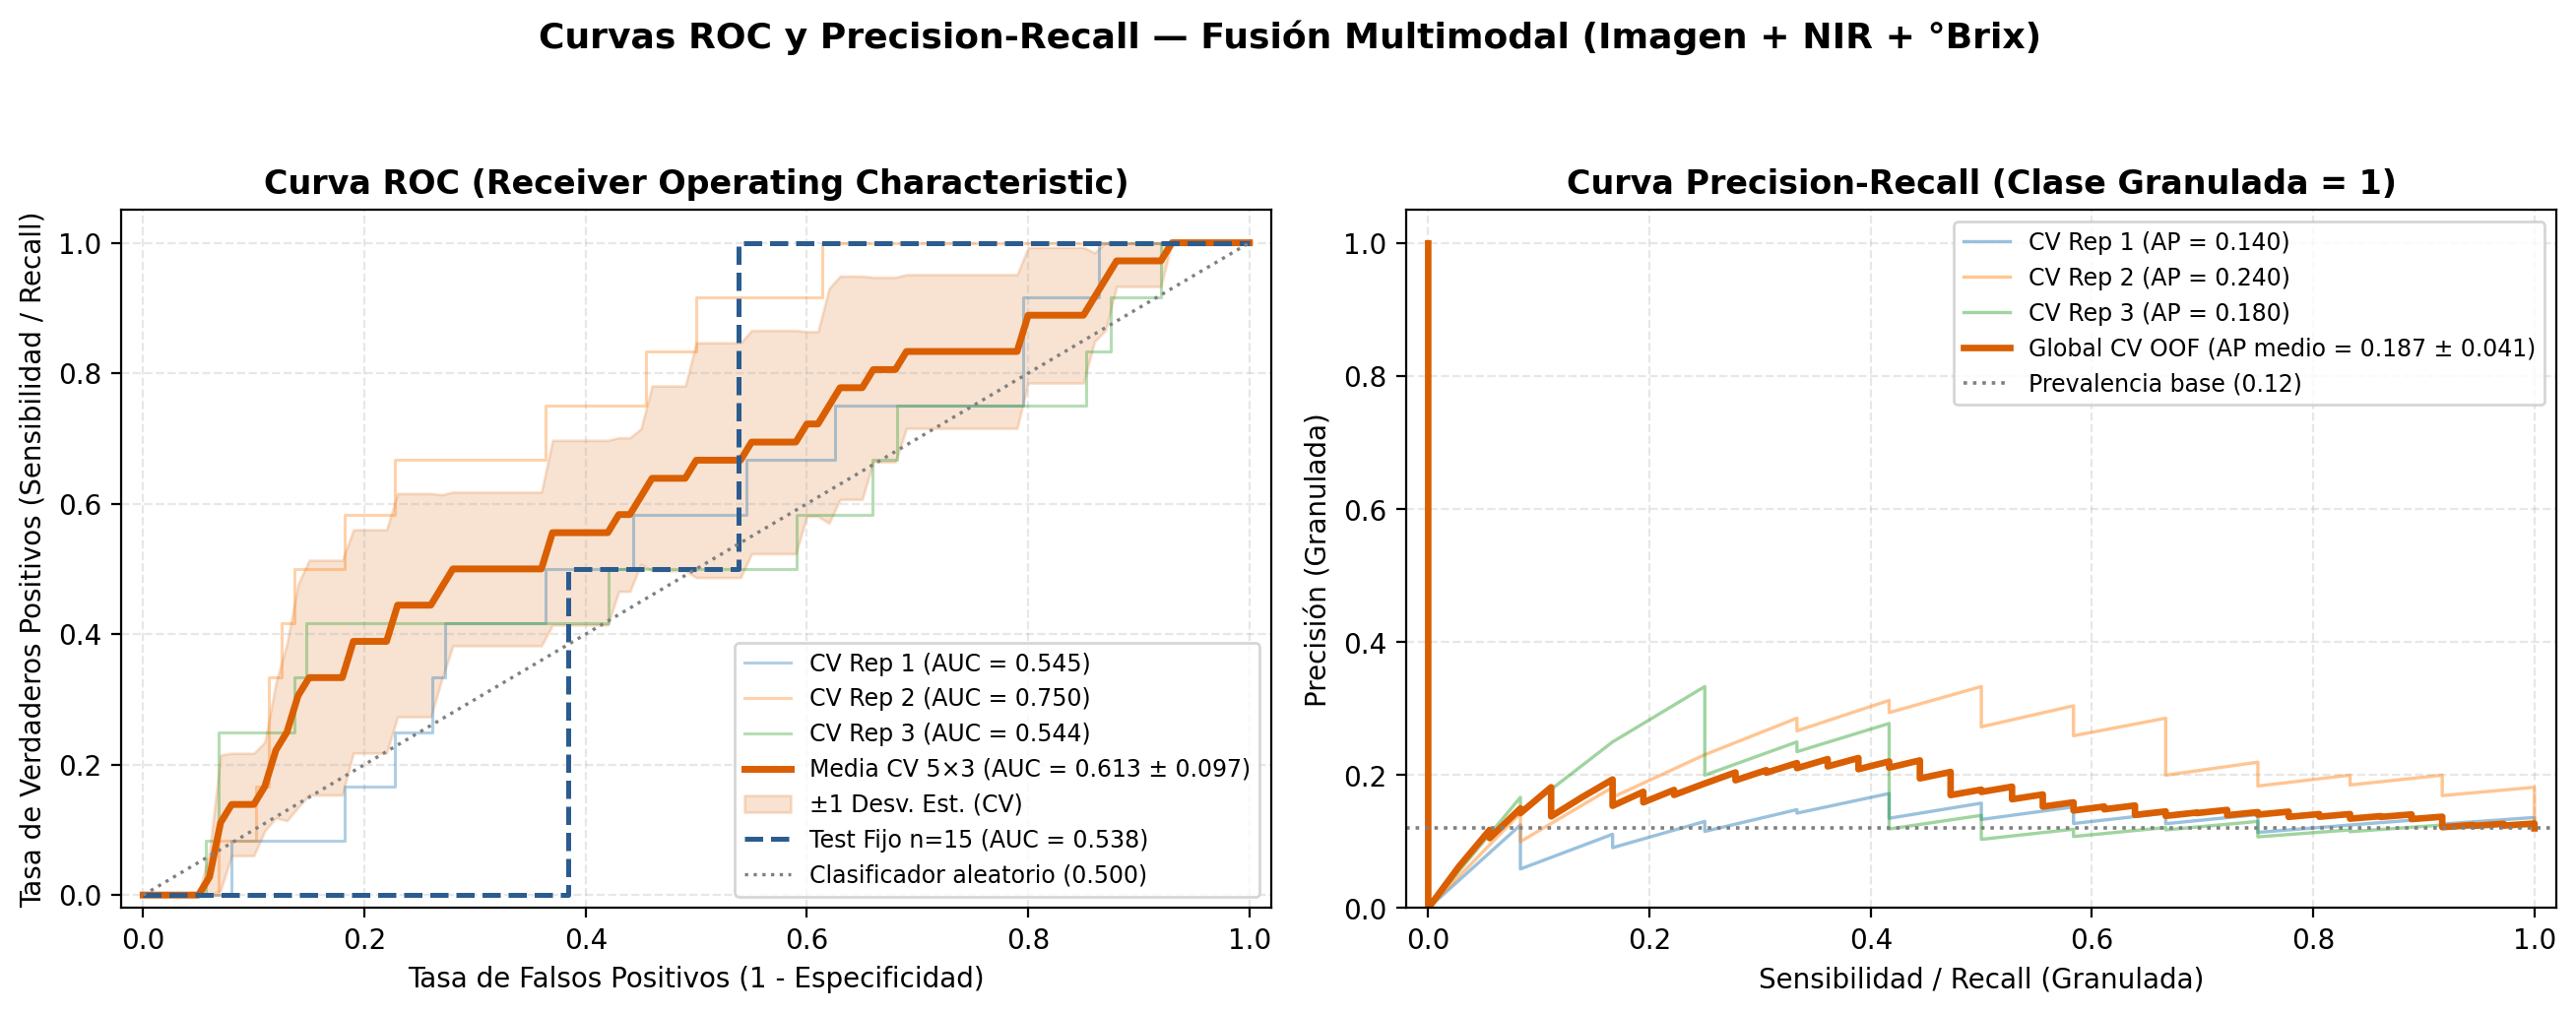 Curvas ROC y Precision-Recall — Fusión Multimodal (Imagen + NIR + °Brix)
Curva ROC (Receiver Operating Characteristic)
Tasa de Verdaderos Positivos (Sensibilidad / Recall)
1.0
0.8
0.6
0.4
0.2
0.0
CV Rep 1 (AUC = 0.545)
CV Rep 2 (AUC = 0.750)
CV Rep 3 (AUC = 0.544)
Media CV 5×3 (AUC = 0.613 ± 0.097)
±1 Desv. Est. (CV)
Test Fijo n=15 (AUC = 0.538)
Clasificador aleatorio (0.500)
0.0 0.2 0.4 0.6 0.8 1.0
Tasa de Falsos Positivos (1 - Especificidad)
Curva Precision-Recall (Clase Granulada = 1)
Precisión (Granulada)
1.0
0.8
0.6
0.4
0.2
0.0
CV Rep 1 (AP = 0.140)
CV Rep 2 (AP = 0.240)
CV Rep 3 (AP = 0.180)
Global CV OOF (AP medio = 0.187 ± 0.041)
Prevalencia base (0.12)
0.0 0.2 0.4 0.6 0.8 1.0
Sensibilidad / Recall (Granulada)